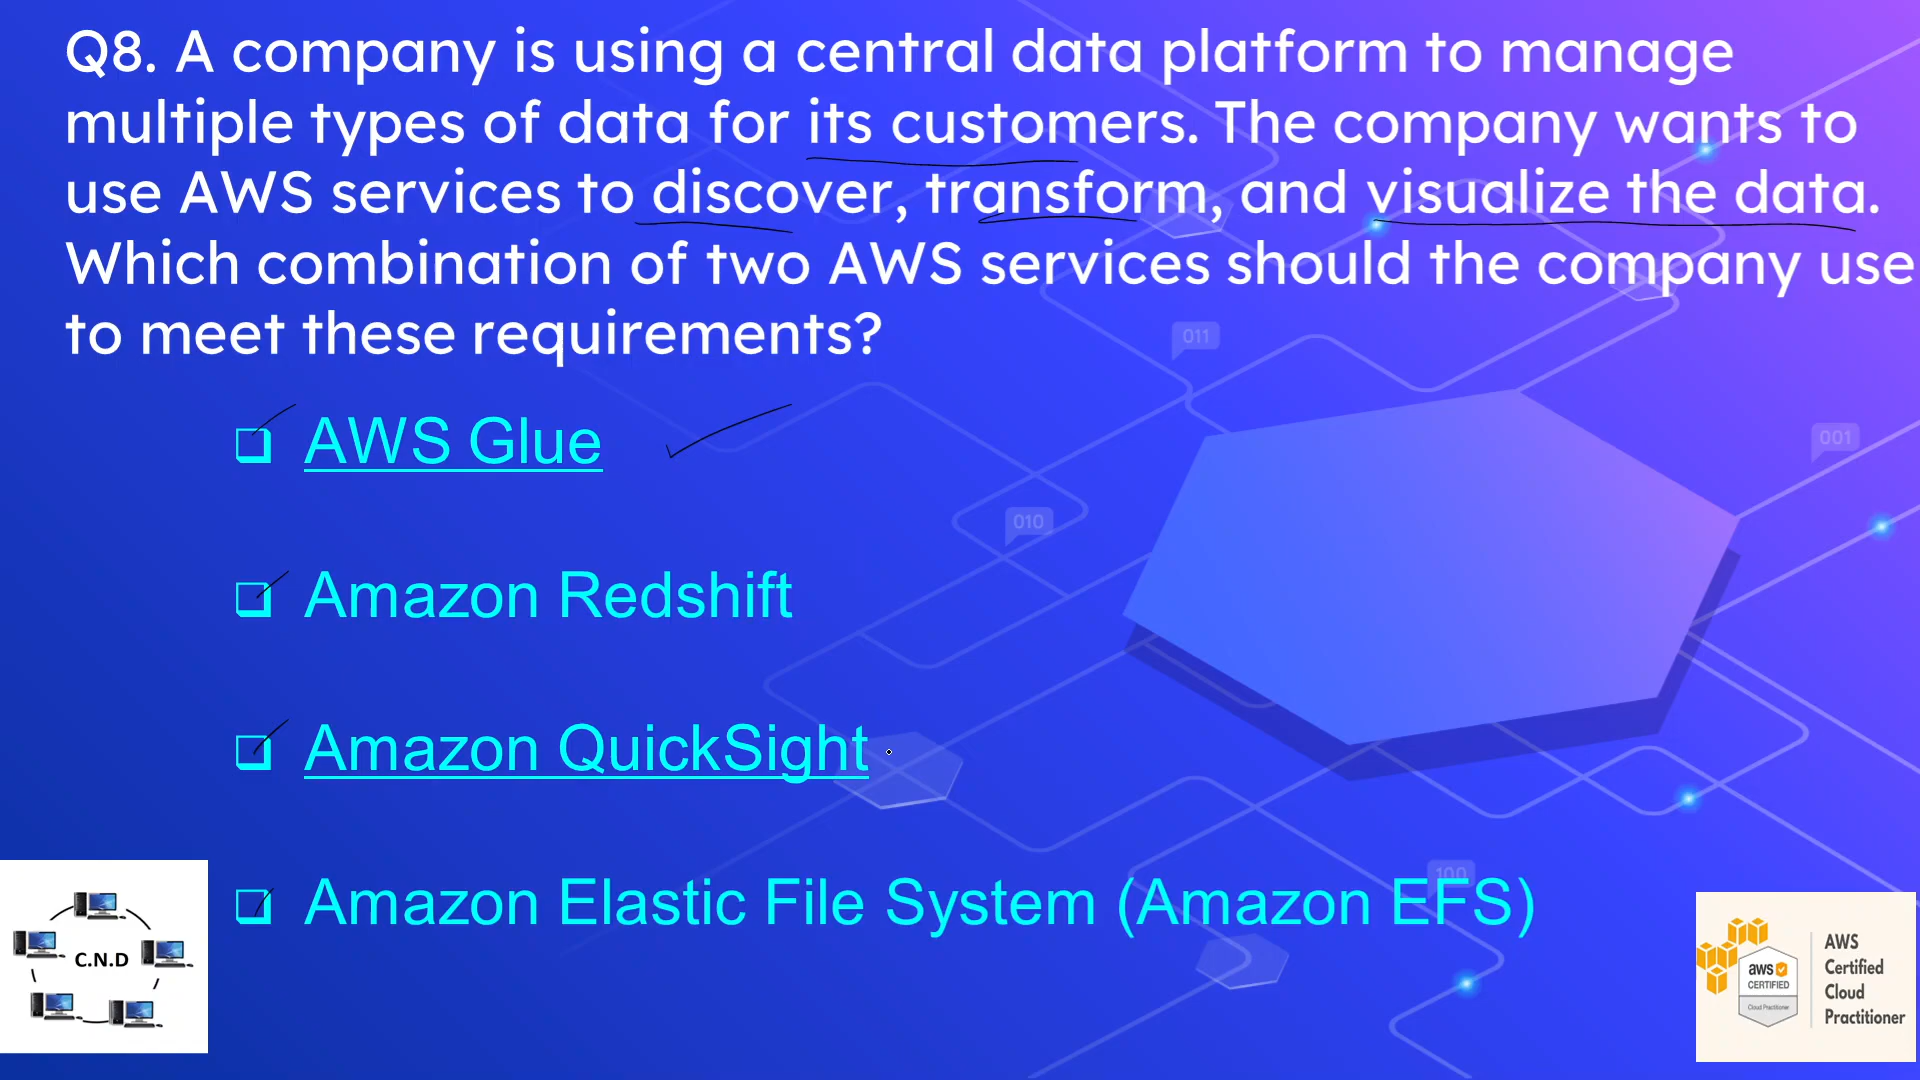 Q8. A company is using a central data platform to manage
multiple types of data for its customers. The company wants to
use AWS services to discover, transform, and visualize the data.
Which combination of two AWS services should the company use
to meet these requirements?
011
001
AWS Glue
010
Amazon Redshift
Amazon QuickSight
100
Amazon Elastic File System (Amazon EFS)
C.N.D
aws
CERTIFIED
Cloud Practitioner
AWS
Certified
Cloud
Practitioner